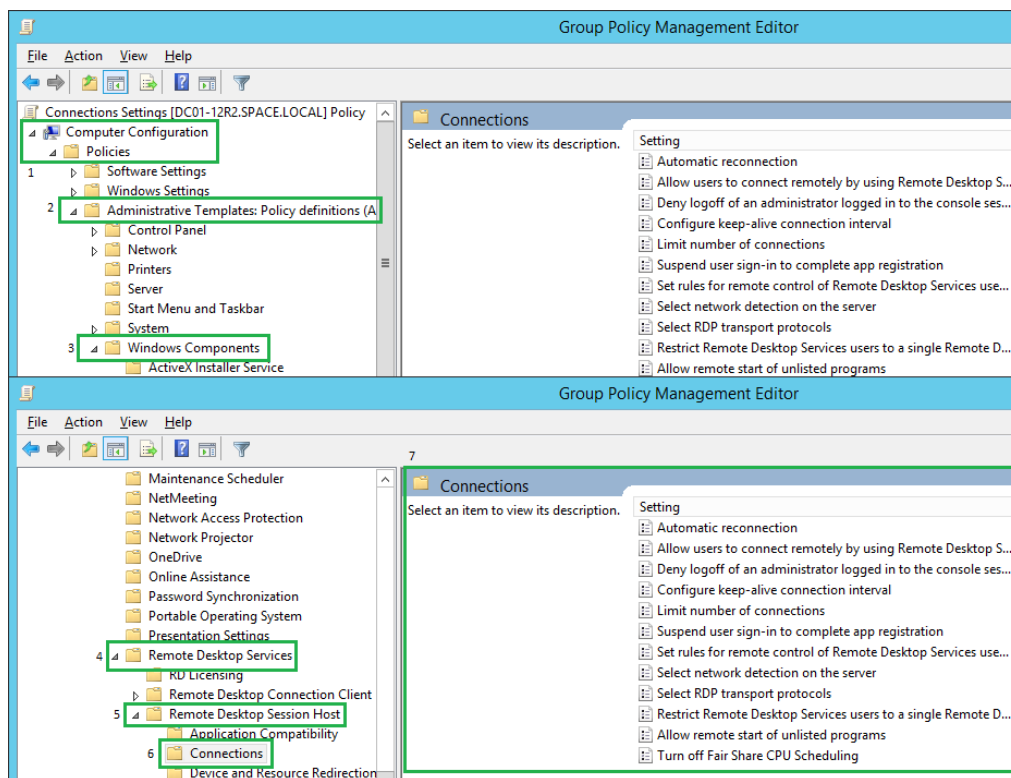 Group Policy Management Editor
File Action View Help
Connections Settings [DC01-12R2.SPACE.LOCAL] Policy
Computer Configuration
Policies
1 Software Settings
Windows Settings
2 Administrative Templates: Policy definitions (A
Control Panel
Network
Printers
Server
Start Menu and Taskbar
System
3 Windows Components
ActiveX Installer Service
Connections
Select an item to view its description.
Setting
Automatic reconnection
Allow users to connect remotely by using Remote Desktop S...
Deny logoff of an administrator logged in to the console ses...
Configure keep-alive connection interval
Limit number of connections
Suspend user sign-in to complete app registration
Set rules for remote control of Remote Desktop Services use...
Select network detection on the server
Select RDP transport protocols
Restrict Remote Desktop Services users to a single Remote D...
Allow remote start of unlisted programs
Group Policy Management Editor
File Action View Help
Maintenance Scheduler
NetMeeting
Network Access Protection
Network Projector
OneDrive
Online Assistance
Password Synchronization
Portable Operating System
Presentation Settings
4 Remote Desktop Services
RD Licensing
Remote Desktop Connection Client
5 Remote Desktop Session Host
Application Compatibility
6 Connections
Device and Resource Redirection
7
Connections
Select an item to view its description.
Setting
Automatic reconnection
Allow users to connect remotely by using Remote Desktop S...
Deny logoff of an administrator logged in to the console ses...
Configure keep-alive connection interval
Limit number of connections
Suspend user sign-in to complete app registration
Set rules for remote control of Remote Desktop Services use...
Select network detection on the server
Select RDP transport protocols
Restrict Remote Desktop Services users to a single Remote D...
Allow remote start of unlisted programs
Turn off Fair Share CPU Scheduling